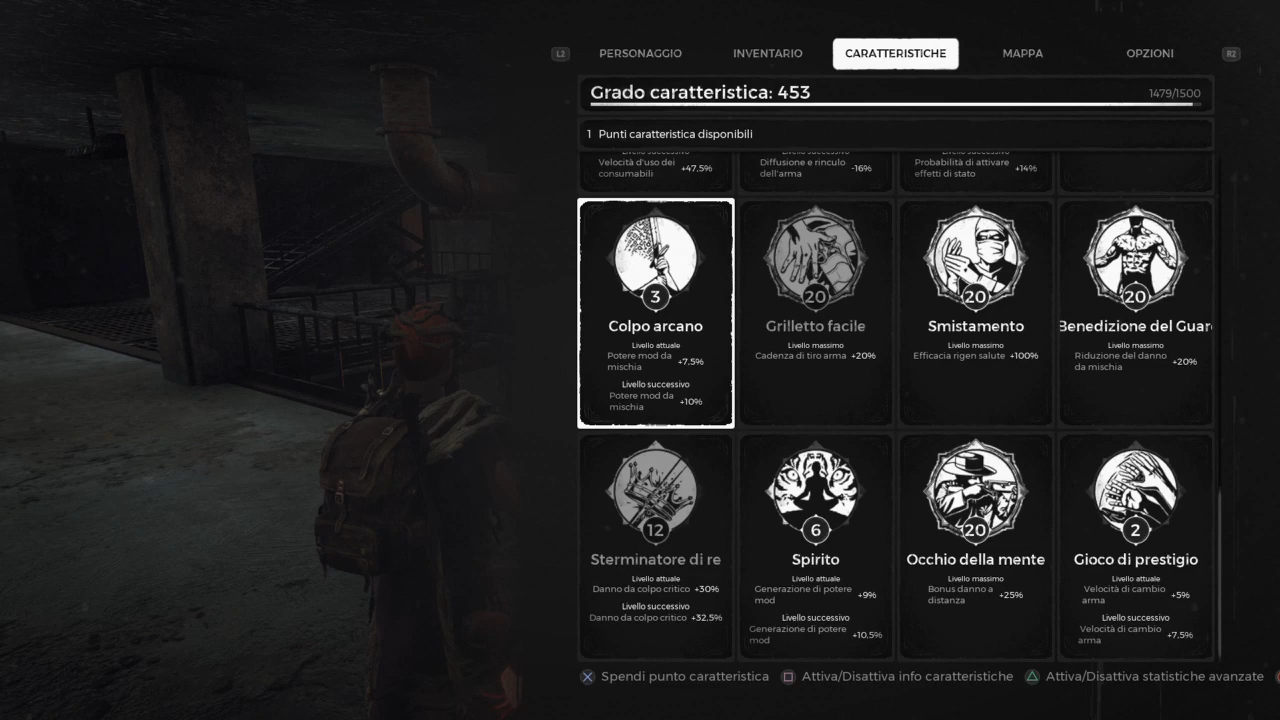 L2
PERSONAGGIO
INVENTARIO
CARATTERISTICHE
MAPPA
OPZIONI
R2
Grado caratteristica: 453
1479/1500
1 Punti caratteristica disponibili
Livello successivo
Velocità d'uso dei
consumabili
+47,5%
Livello successivo
Diffusione e rinculo
dell'arma
-16%
Livello successivo
Probabilità di attivare
effetti di stato
+14%
3
Colpo arcano
Livello attuale
Potere mod da
mischia
+7,5%
Livello successivo
Potere mod da
mischia
+10%
20
Grilletto facile
Livello massimo
Cadenza di tiro arma +20%
20
Smistamento
Livello massimo
Efficacia rigen salute +100%
20
Benedizione del Guar
Livello massimo
Riduzione del danno
da mischia
+20%
12
Sterminatore di re
Livello attuale
Danno da colpo critico +30%
Livello successivo
Danno da colpo critico +32,5%
6
Spirito
Livello attuale
Generazione di potere
mod
+9%
Livello successivo
Generazione di potere
mod
+10,5%
20
Occhio della mente
Livello massimo
Bonus danno a
distanza
+25%
2
Gioco di prestigio
Livello attuale
Velocità di cambio
arma
+5%
Livello successivo
Velocità di cambio
arma
+7,5%
Spendi punto caratteristica
Attiva/Disattiva info caratteristiche
Attiva/Disattiva statistiche avanzate